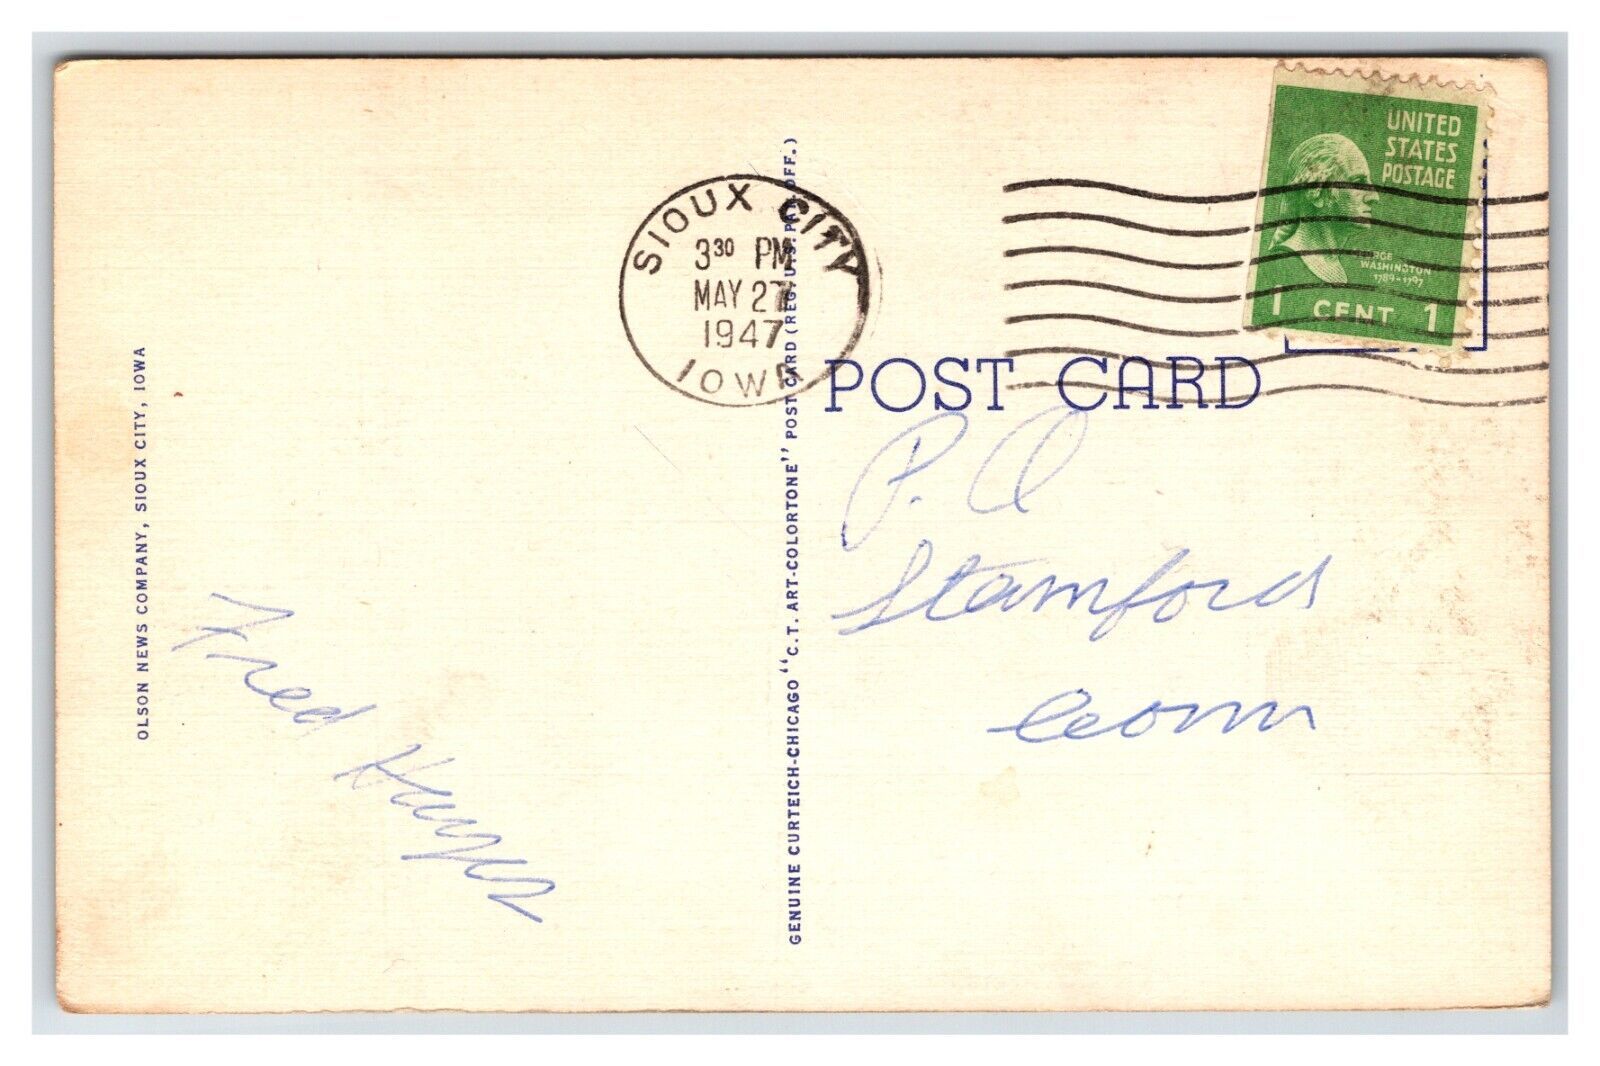 OLSON NEWS COMPANY, SIOUX CITY, IOWA
Fred
SIOUX CITY
3 30 PM
MAY 27
1947
IOWA
GENUINE CURTEICH-CHICAGO "C.T. ART-COLORTONE" POST CARD (REG. U.S. PAT. OFF.)
UNITED
STATES
POSTAGE
GEORGE
WASHINGTON
1789-1797
1 CENT 1
POST CARD
P. O
Stamford
Conn